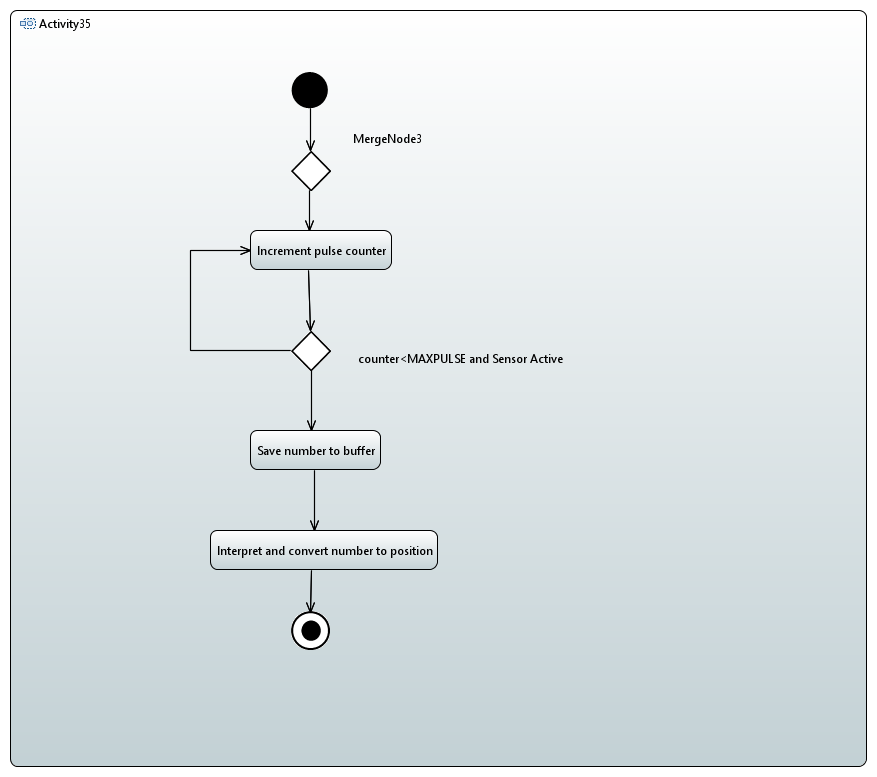 Activity35
MergeNode3
Increment pulse counter
counter<MAXPULSE and Sensor Active
Save number to buffer
Interpret and convert number to position